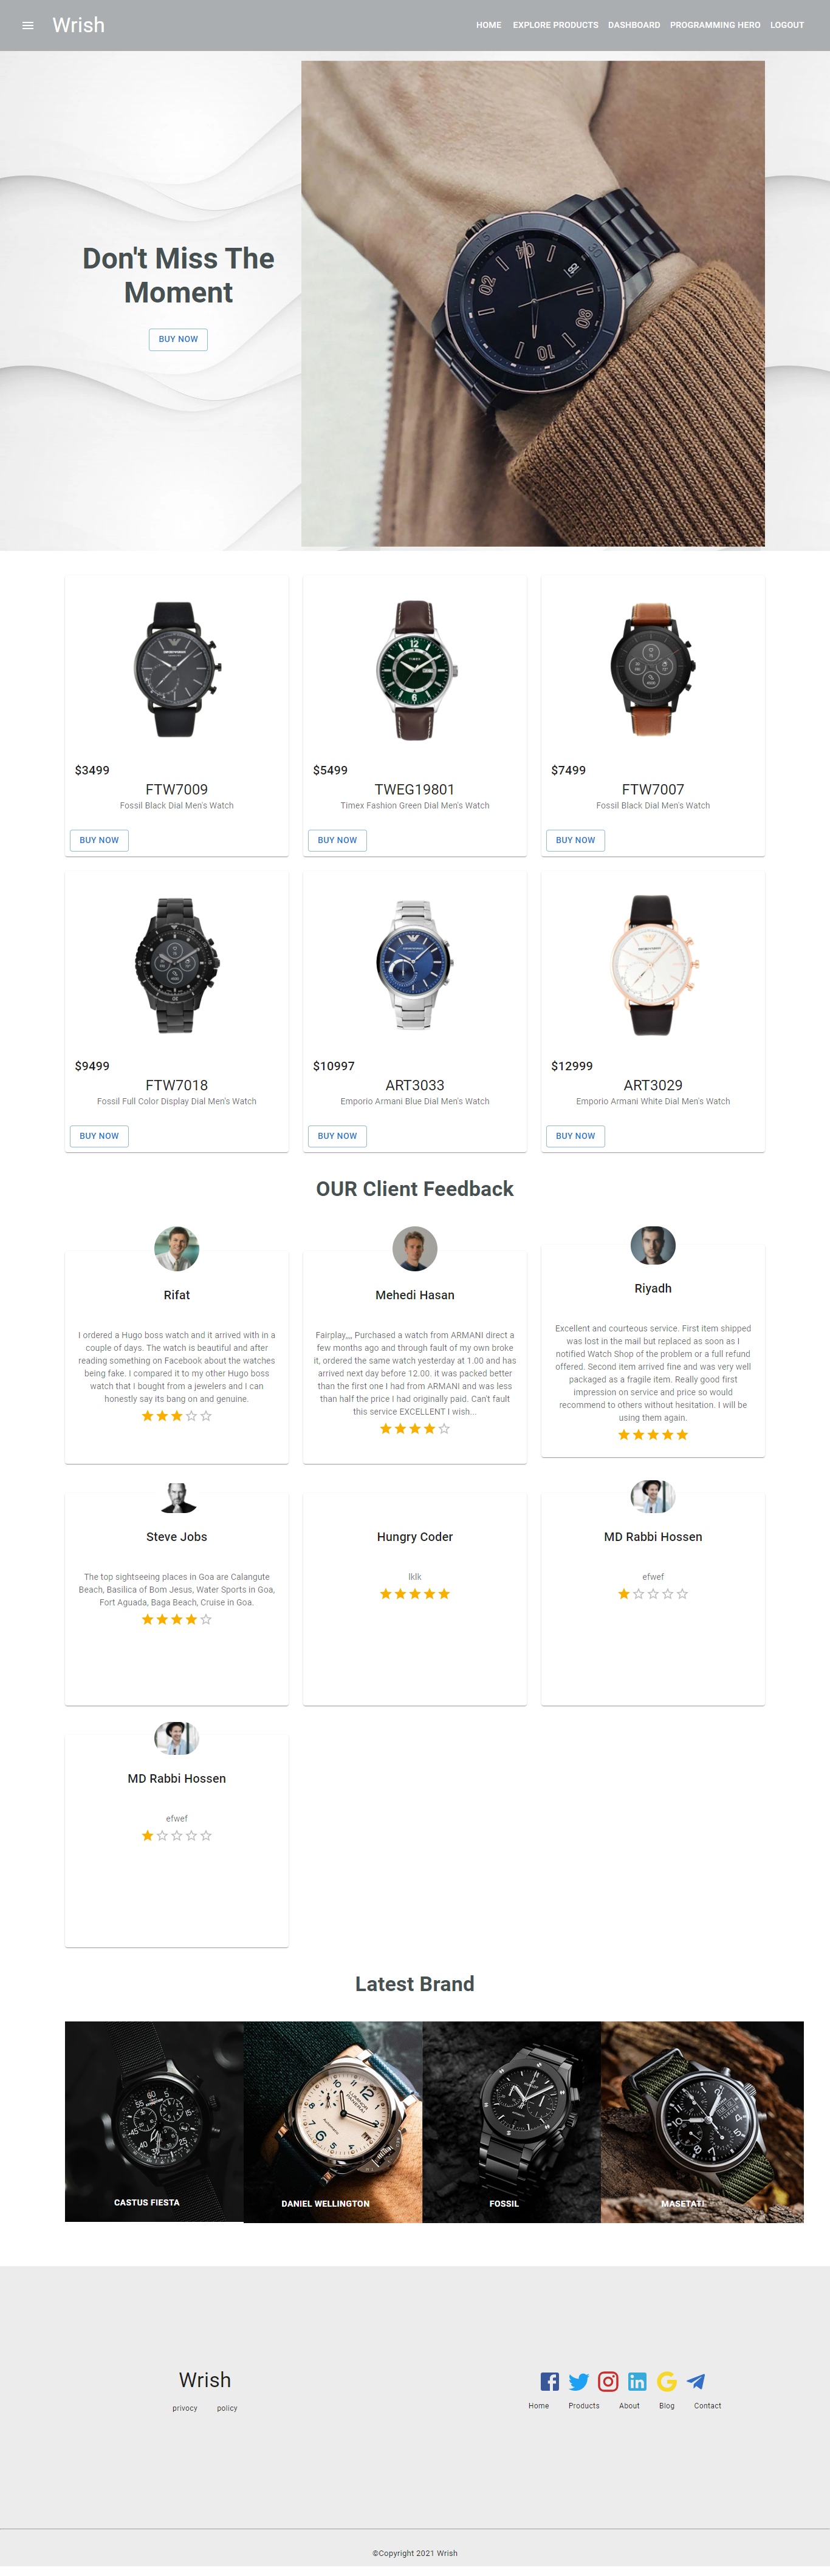 Wrish
HOME EXPLORE PRODUCTS DASHBOARD PROGRAMMING HERO LOGOUT
Don't Miss The
Moment
BUY NOW
$3499
FTW7009
Fossil Black Dial Men's Watch
BUY NOW
$5499
TWEG19801
Timex Fashion Green Dial Men's Watch
BUY NOW
$7499
FTW7007
Fossil Black Dial Men's Watch
BUY NOW
$9499
FTW7018
Fossil Full Color Display Dial Men's Watch
BUY NOW
$10997
ART3033
Emporio Armani Blue Dial Men's Watch
BUY NOW
$12999
ART3029
Emporio Armani White Dial Men's Watch
BUY NOW
OUR Client Feedback
Rifat
I ordered a Hugo boss watch and it arrived with in a
couple of days. The watch is beautiful and after
reading something on Facebook about the watches
being fake. I compared it to my other Hugo boss
watch that I bought from a jewelers and I can
honestly say its bang on and genuine.
Mehedi Hasan
Fairplay,,,, Purchased a watch from ARMANI direct a
few months ago and through fault of my own broke
it, ordered the same watch yesterday at 1.00 and has
arrived next day before 12.00. it was packed better
than the first one I had from ARMANI and was less
than half the price I had originally paid. Can't fault
this service EXCELLENT I wish...
Riyadh
Excellent and courteous service. First item shipped
was lost in the mail but replaced as soon as I
notified Watch Shop of the problem or a full refund
offered. Second item arrived fine and was very well
packaged as a fragile item. Really good first
impression on service and price so would
recommend to others without hesitation. I will be
using them again.
Steve Jobs
The top sightseeing places in Goa are Calangute
Beach, Basilica of Bom Jesus, Water Sports in Goa,
Fort Aguada, Baga Beach, Cruise in Goa.
Hungry Coder
lklk
MD Rabbi Hossen
efwef
MD Rabbi Hossen
efwef
Latest Brand
CASTUS FIESTA
DANIEL WELLINGTON
FOSSIL
MASETATI
Wrish
privocy policy
Home Products About Blog Contact
©Copyright 2021 Wrish